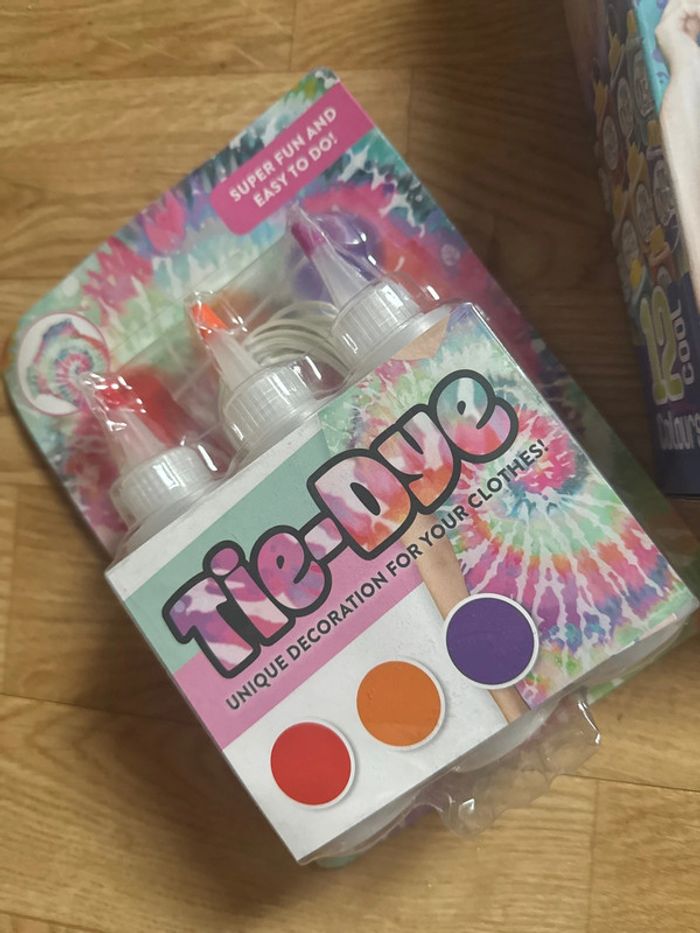 SUPER FUN AND
EASY TO DO!
Tie-Dye
UNIQUE DECORATION FOR YOUR CLOTHES!
12
COOL
Colours